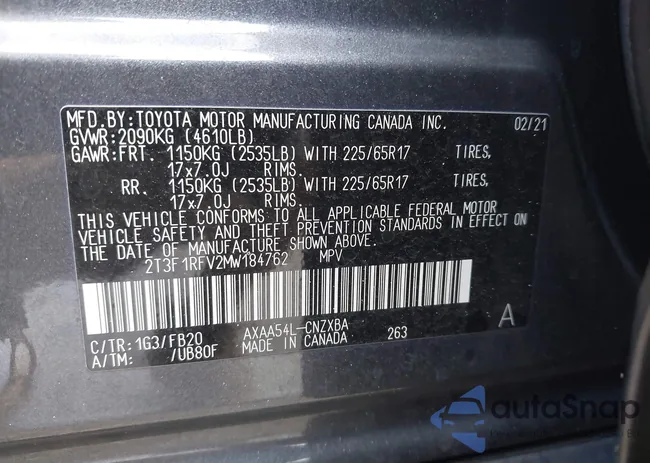 MFD.BY:TOYOTA MOTOR MANUFACTURING CANADA INC. 02/21
GVWR:2090KG (4610LB)
GAWR:FRT. 1150KG (2535LB) WITH 225/65R17 TIRES,
17x7.0J RIMS.
RR. 1150KG (2535LB) WITH 225/65R17 TIRES,
17x7.0J RIMS.
THIS VEHICLE CONFORMS TO ALL APPLICABLE FEDERAL MOTOR
VEHICLE SAFETY AND THEFT PREVENTION STANDARDS IN EFFECT ON
THE DATE OF MANUFACTURE SHOWN ABOVE.
2T3F1RFV2MW184762 MPV
C/TR:1G3/FB20 AXAA54L-CNZXBA 263 A
A/TM: /UB80F MADE IN CANADA
autoSnap
BY CARS